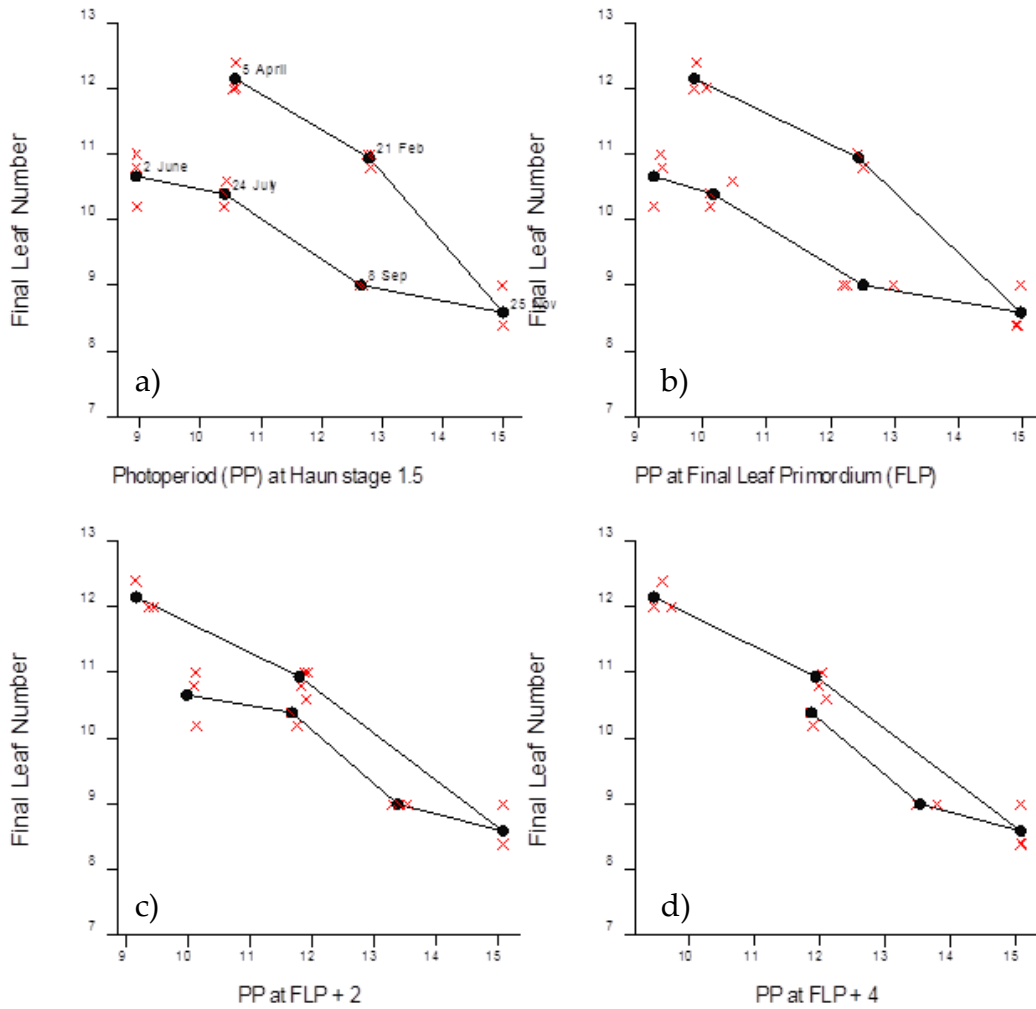 13
12
11
10
9
8
7
Final Leaf Number
5 April
21 Feb
2 June
24 July
8 Sep
25 Nov
a)
9 10 11 12 13 14 15
Photoperiod (PP) at Haun stage 1.5
13
12
11
10
9
8
7
Final Leaf Number
b)
9 10 11 12 13 14 15
PP at Final Leaf Primordium (FLP)
13
12
11
10
9
8
7
Final Leaf Number
c)
9 10 11 12 13 14 15
PP at FLP + 2
13
12
11
10
9
8
7
Final Leaf Number
d)
10 11 12 13 14 15
PP at FLP + 4